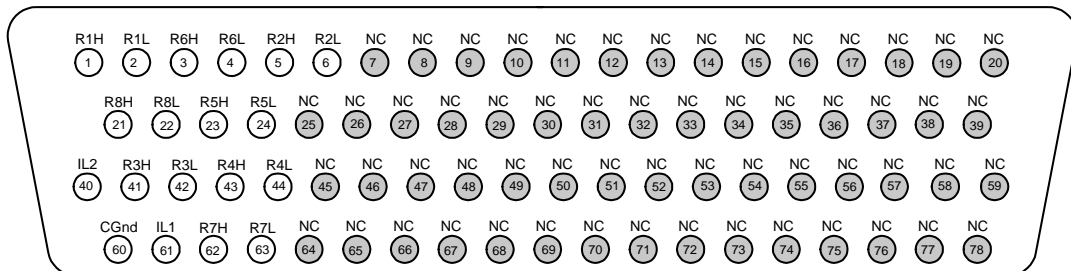 R1H R1L R6H R6L R2H R2L NC NC NC NC NC NC NC NC NC NC NC NC NC NC
1 2 3 4 5 6 7 8 9 10 11 12 13 14 15 16 17 18 19 20
R8H R8L R5H R5L NC NC NC NC NC NC NC NC NC NC NC NC NC NC NC
21 22 23 24 25 26 27 28 29 30 31 32 33 34 35 36 37 38 39
IL2 R3H R3L R4H R4L NC NC NC NC NC NC NC NC NC NC NC NC NC NC NC
40 41 42 43 44 45 46 47 48 49 50 51 52 53 54 55 56 57 58 59
CGnd IL1 R7H R7L NC NC NC NC NC NC NC NC NC NC NC NC NC NC NC
60 61 62 63 64 65 66 67 68 69 70 71 72 73 74 75 76 77 78